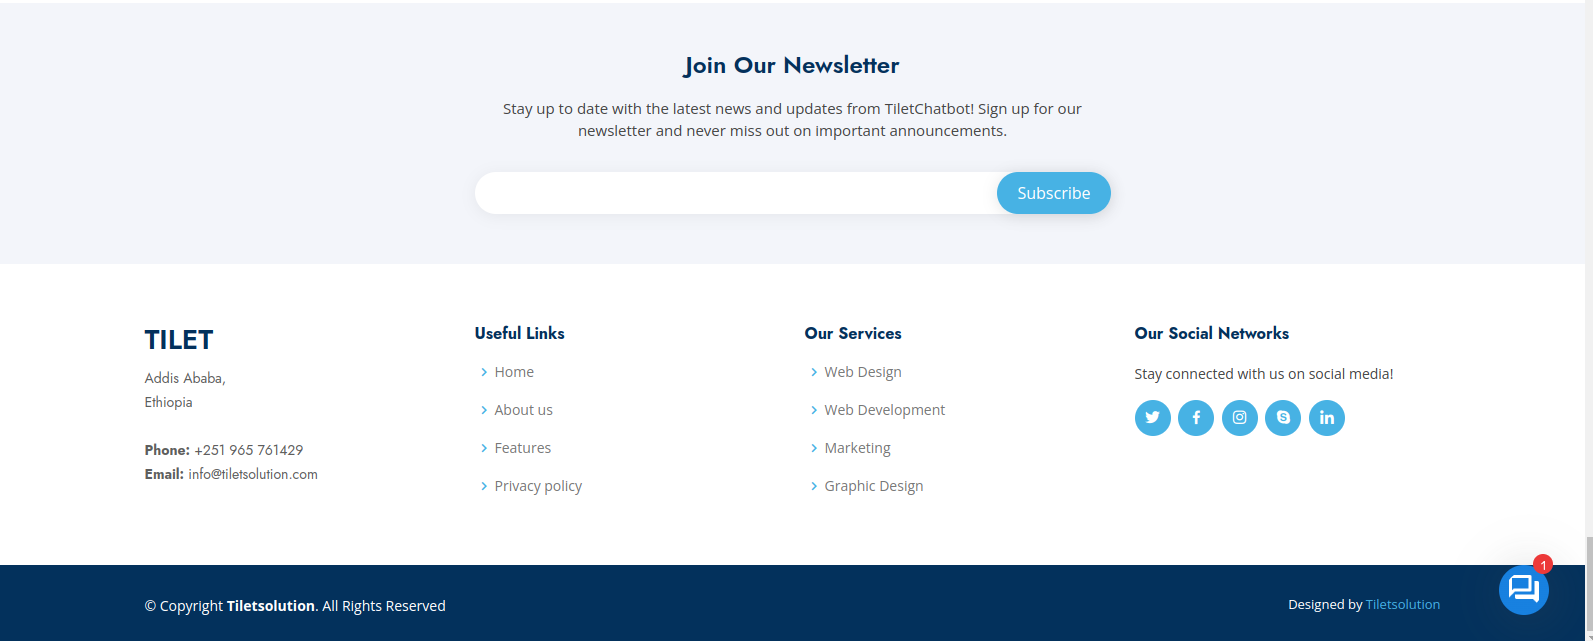 Join Our Newsletter
Stay up to date with the latest news and updates from TiletChatbot! Sign up for our
newsletter and never miss out on important announcements.
Subscribe
TILET
Addis Ababa,
Ethiopia
Phone: +251 965 761429
Email: info@tiletsolution.com
Useful Links
Home
About us
Features
Privacy policy
Our Services
Web Design
Web Development
Marketing
Graphic Design
Our Social Networks
Stay connected with us on social media!
© Copyright Tiletsolution. All Rights Reserved
Designed by Tiletsolution
1